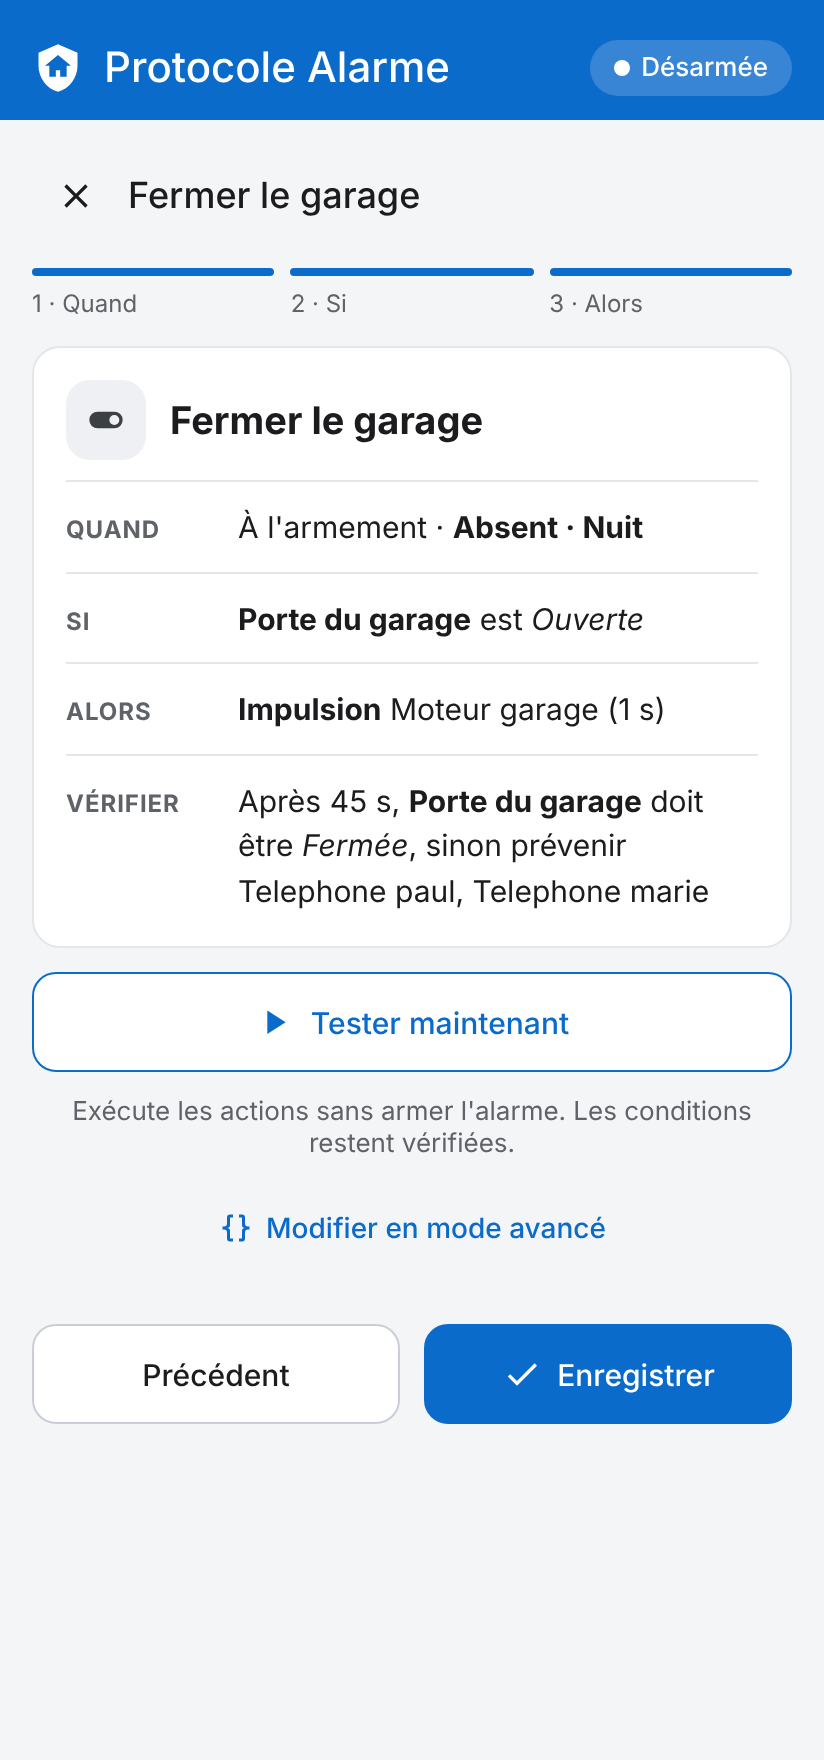 Protocole Alarme
Désarmée
Fermer le garage
1 · Quand
2 · Si
3 · Alors
Fermer le garage
QUAND
À l'armement · Absent · Nuit
SI
Porte du garage est Ouverte
ALORS
Impulsion Moteur garage (1 s)
VÉRIFIER
Après 45 s, Porte du garage doit
être Fermée, sinon prévenir
Telephone paul, Telephone marie
Tester maintenant
Exécute les actions sans armer l'alarme. Les conditions
restent vérifiées.
{} Modifier en mode avancé
Précédent
Enregistrer